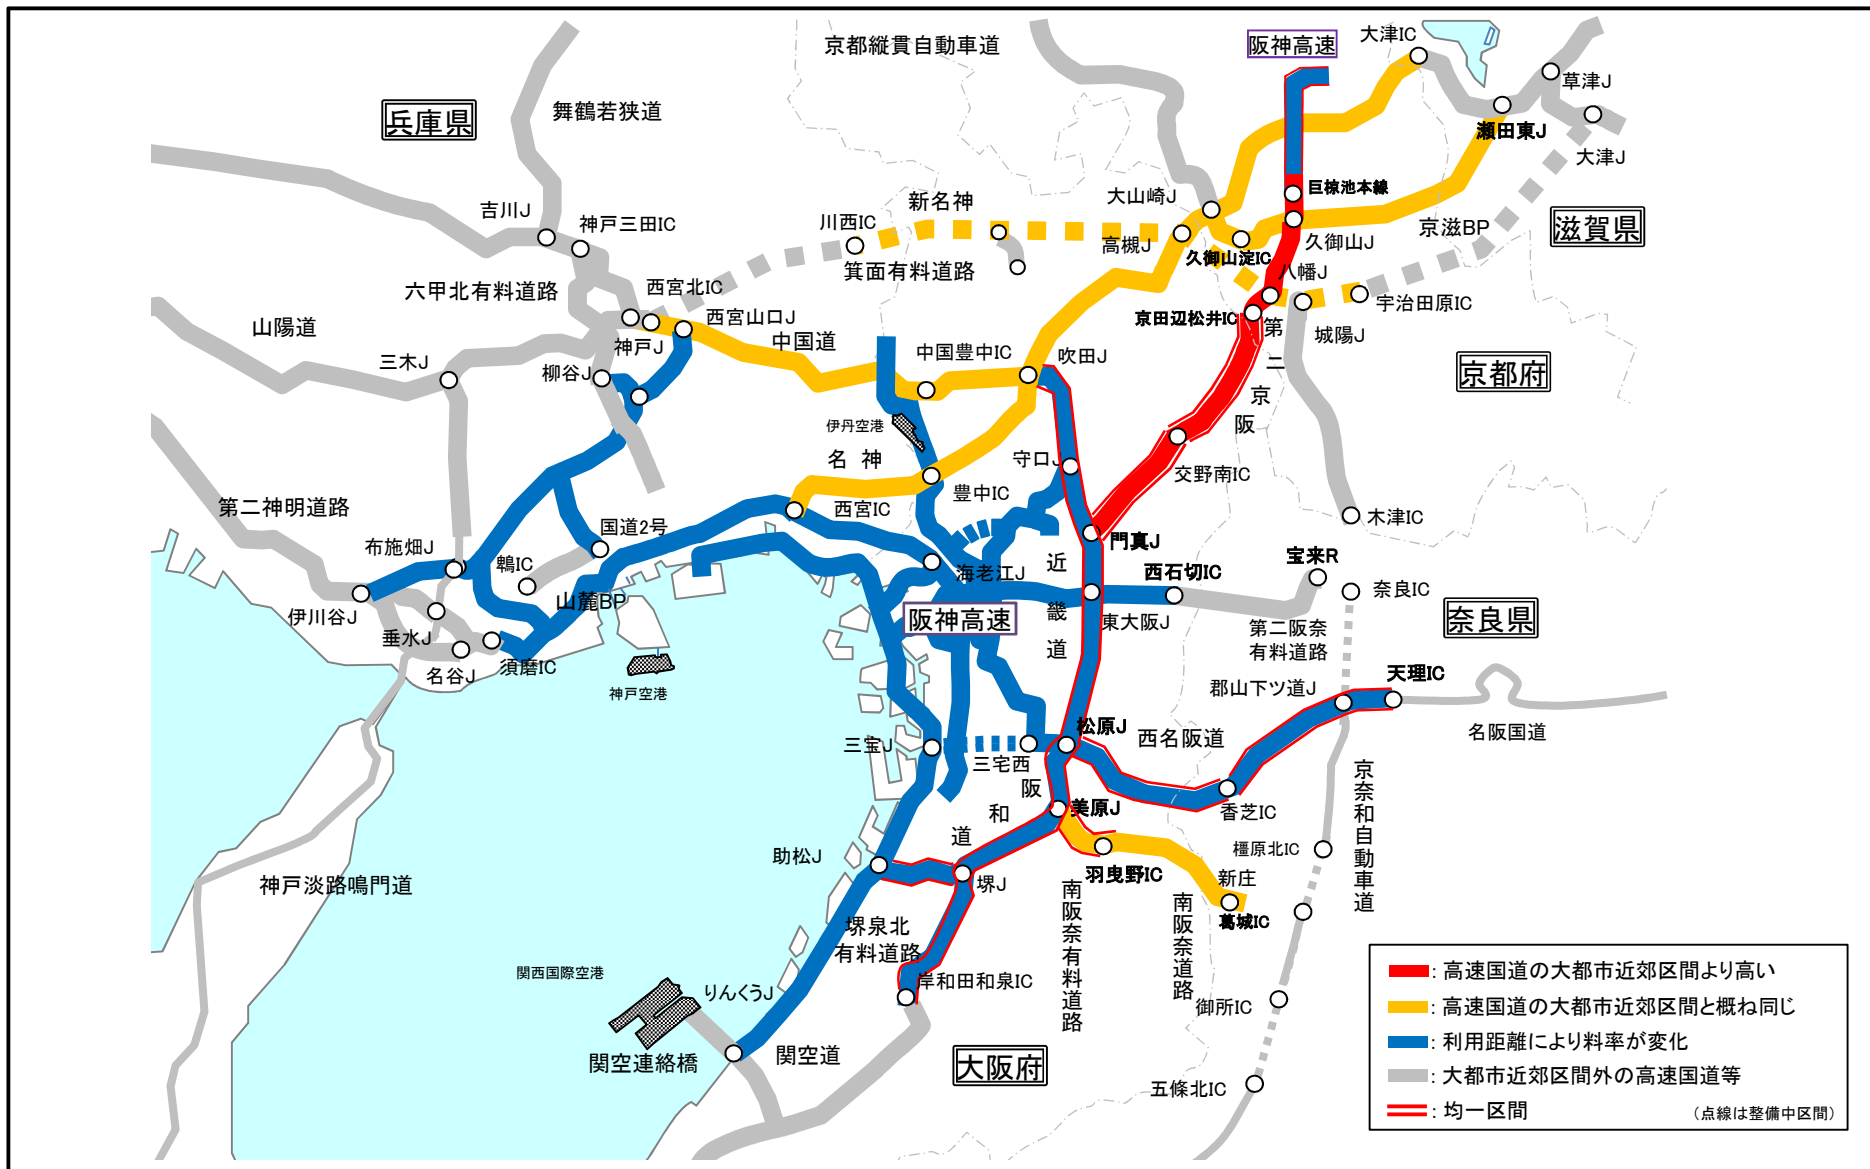 京都縦貫自動車道
阪神高速
大津IC
草津J
兵庫県
舞鶴若狭道
瀬田東J
大津J
巨椋池本線
大山崎J
新名神
吉川J
神戸三田IC
川西IC
高槻J
久御山J
京滋BP
滋賀県
久御山淀IC
箕面有料道路
八幡J
六甲北有料道路
西宮北IC
宇治田原IC
西宮山口J
京田辺松井IC
城陽J
山陽道
神戸J
中国道
中国豊中IC
吹田J
第二京阪
三木J
柳谷J
京都府
伊丹空港
名神
守口J
交野南IC
豊中IC
西宮IC
第二神明道路
国道2号
木津IC
布施畑J
門真J
近畿道
宝来R
鵯IC
海老江J
西石切IC
奈良IC
山麓BP
伊川谷J
阪神高速
東大阪J
第二阪奈
有料道路
奈良県
垂水J
名谷J
須磨IC
神戸空港
郡山下ツ道J
天理IC
三宝J
三宅西
松原J
西名阪道
名阪国道
阪和道
美原J
香芝IC
京奈和自動車道
助松J
橿原北IC
神戸淡路鳴門道
堺J
羽曳野IC
新庄
葛城IC
南阪奈有料道路
南阪奈道路
堺泉北
有料道路
関西国際空港
りんくうJ
岸和田和泉IC
御所IC
関空連絡橋
関空道
大阪府
五條北IC
：高速国道の大都市近郊区間より高い
：高速国道の大都市近郊区間と概ね同じ
：利用距離により料率が変化
：大都市近郊区間外の高速国道等
：均一区間
（点線は整備中区間）